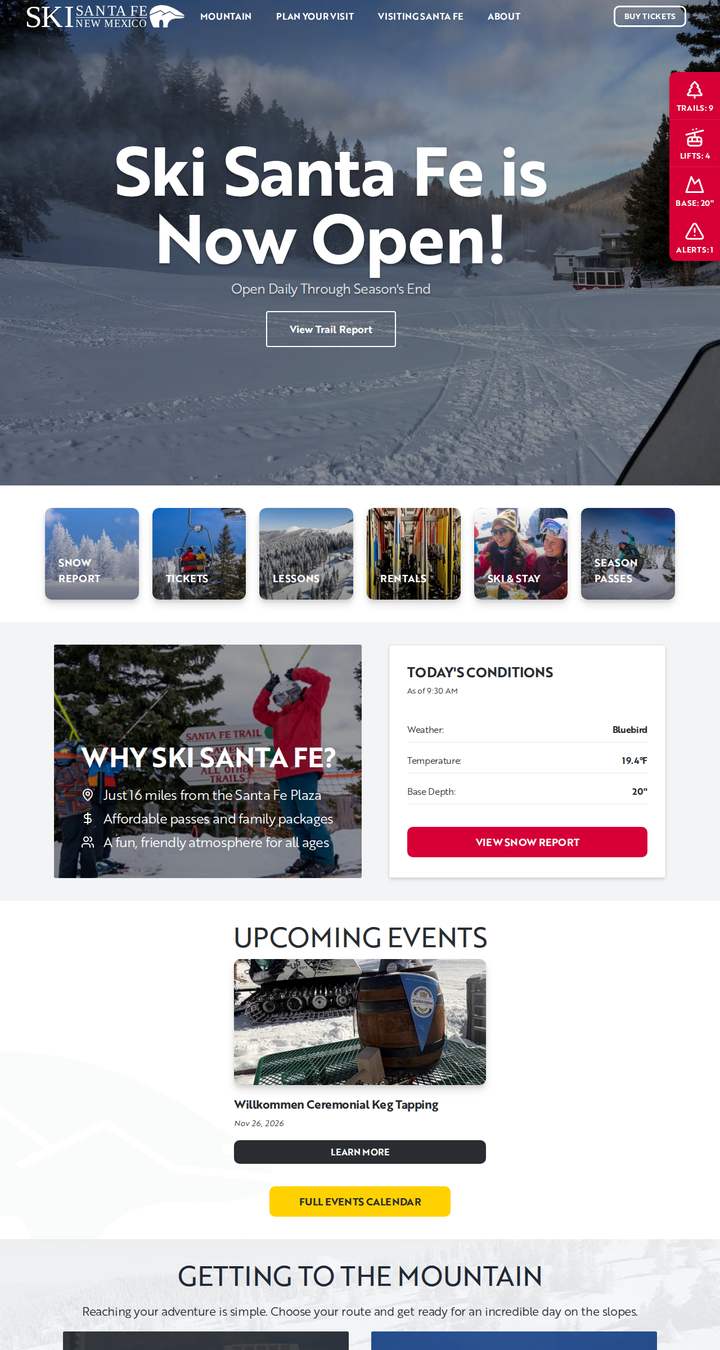 SKI SANTA FE
NEW MEXICO
MOUNTAIN
PLAN YOUR VISIT
VISITING SANTA FE
ABOUT
BUY TICKETS
TRAILS: 9
LIFTS: 4
BASE: 20"
ALERTS: 1
Ski Santa Fe is
Now Open!
Open Daily Through Season's End
View Trail Report
SNOW
REPORT
TICKETS
LESSONS
RENTALS
SKI & STAY
SEASON
PASSES
SANTA FE TRAIL
ALL OTHER
TRAILS
WHY SKI SANTA FE?
Just 16 miles from the Santa Fe Plaza
Affordable passes and family packages
A fun, friendly atmosphere for all ages
TODAY'S CONDITIONS
As of 9:30 AM
Weather: Bluebird
Temperature: 19.4°F
Base Depth: 20"
VIEW SNOW REPORT
UPCOMING EVENTS
Willkommen Ceremonial Keg Tapping
Nov 26, 2026
LEARN MORE
FULL EVENTS CALENDAR
GETTING TO THE MOUNTAIN
Reaching your adventure is simple. Choose your route and get ready for an incredible day on the slopes.